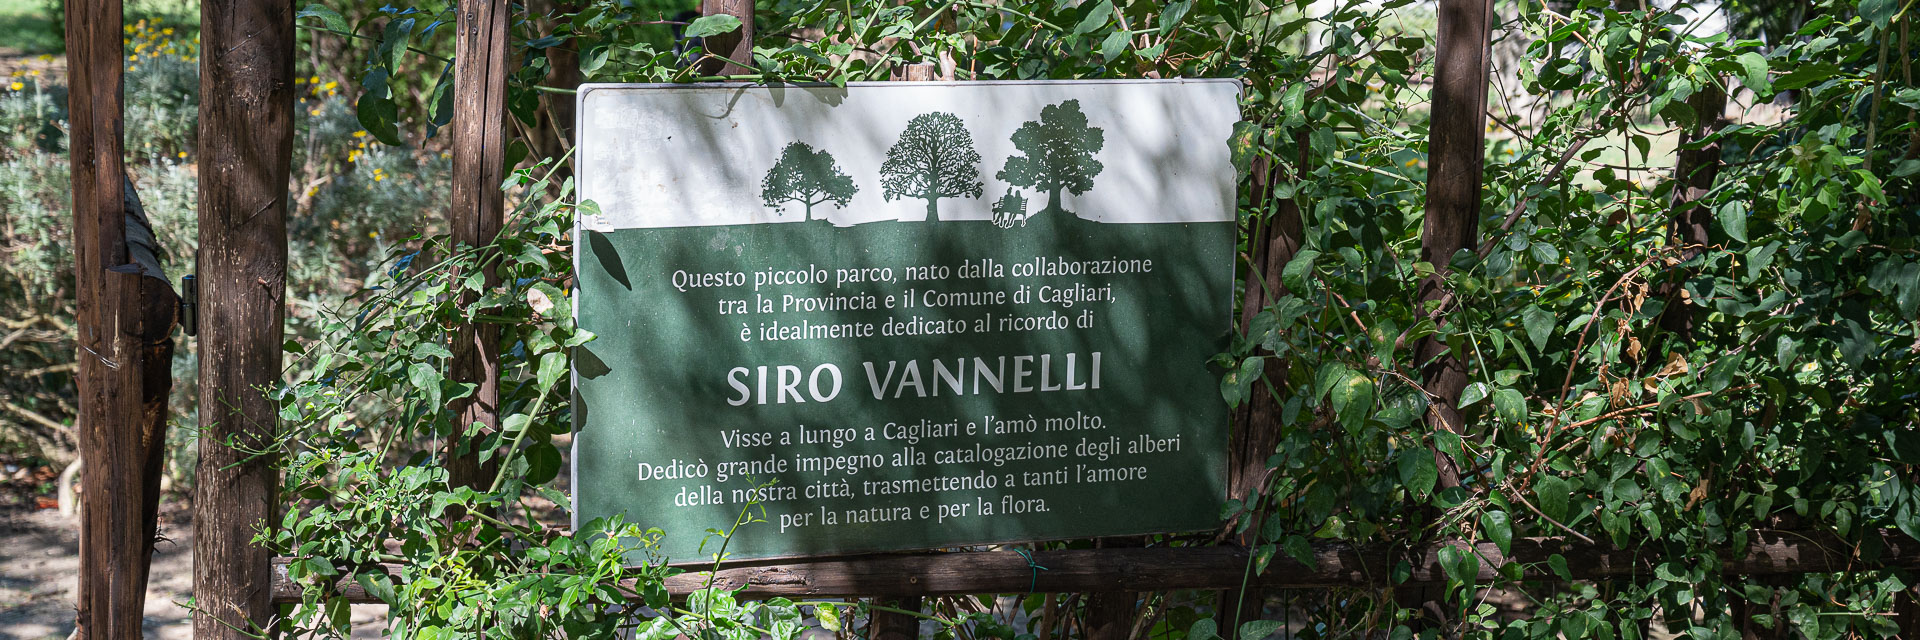 Questo piccolo parco, nato dalla collaborazione
tra la Provincia e il Comune di Cagliari,
è idealmente dedicato al ricordo di
SIRO VANNELLI
Visse a lungo a Cagliari e l'amò molto.
Dedicò grande impegno alla catalogazione degli alberi
della nostra città, trasmettendo a tanti l'amore
per la natura e per la flora.